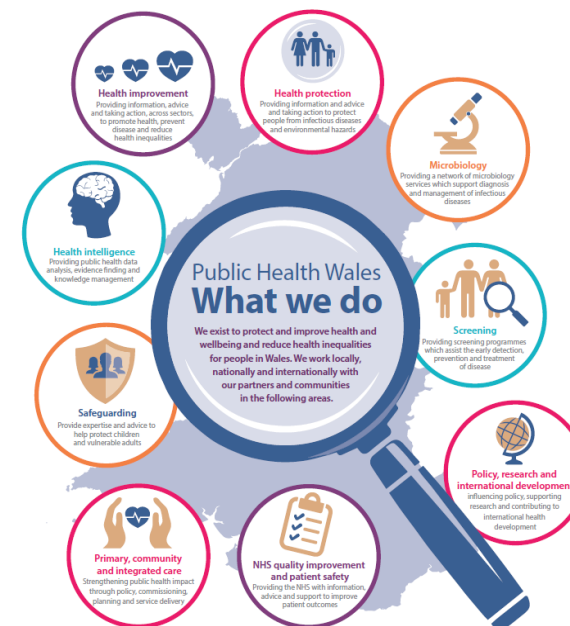 Public Health Wales
What we do
We exist to protect and improve health and
wellbeing and reduce health inequalities
for people in Wales. We work locally,
nationally and internationally with
our partners and communities
in the following areas.
Health improvement
Providing information, advice
and taking action, across sectors,
to promote health, prevent
disease and reduce
health inequalities
Health protection
Providing information and advice
and taking action to protect
people from infectious diseases
and environmental hazards
Microbiology
Providing a network of microbiology
services which support diagnosis
and management of infectious
diseases
Health intelligence
Providing public health data
analysis, evidence finding and
knowledge management
Screening
Providing screening programmes
which assist the early detection,
prevention and treatment
of disease
Safeguarding
Provide expertise and advice to
help protect children
and vulnerable adults
Policy, research and
international developmen
influencing policy, supporting
research and contributing to
international health
development
Primary, community
and integrated care
Strengthening public health impact
through policy, commissioning,
planning and service delivery
NHS quality improvement
and patient safety
Providing the NHS with information,
advice and support to improve
patient outcomes